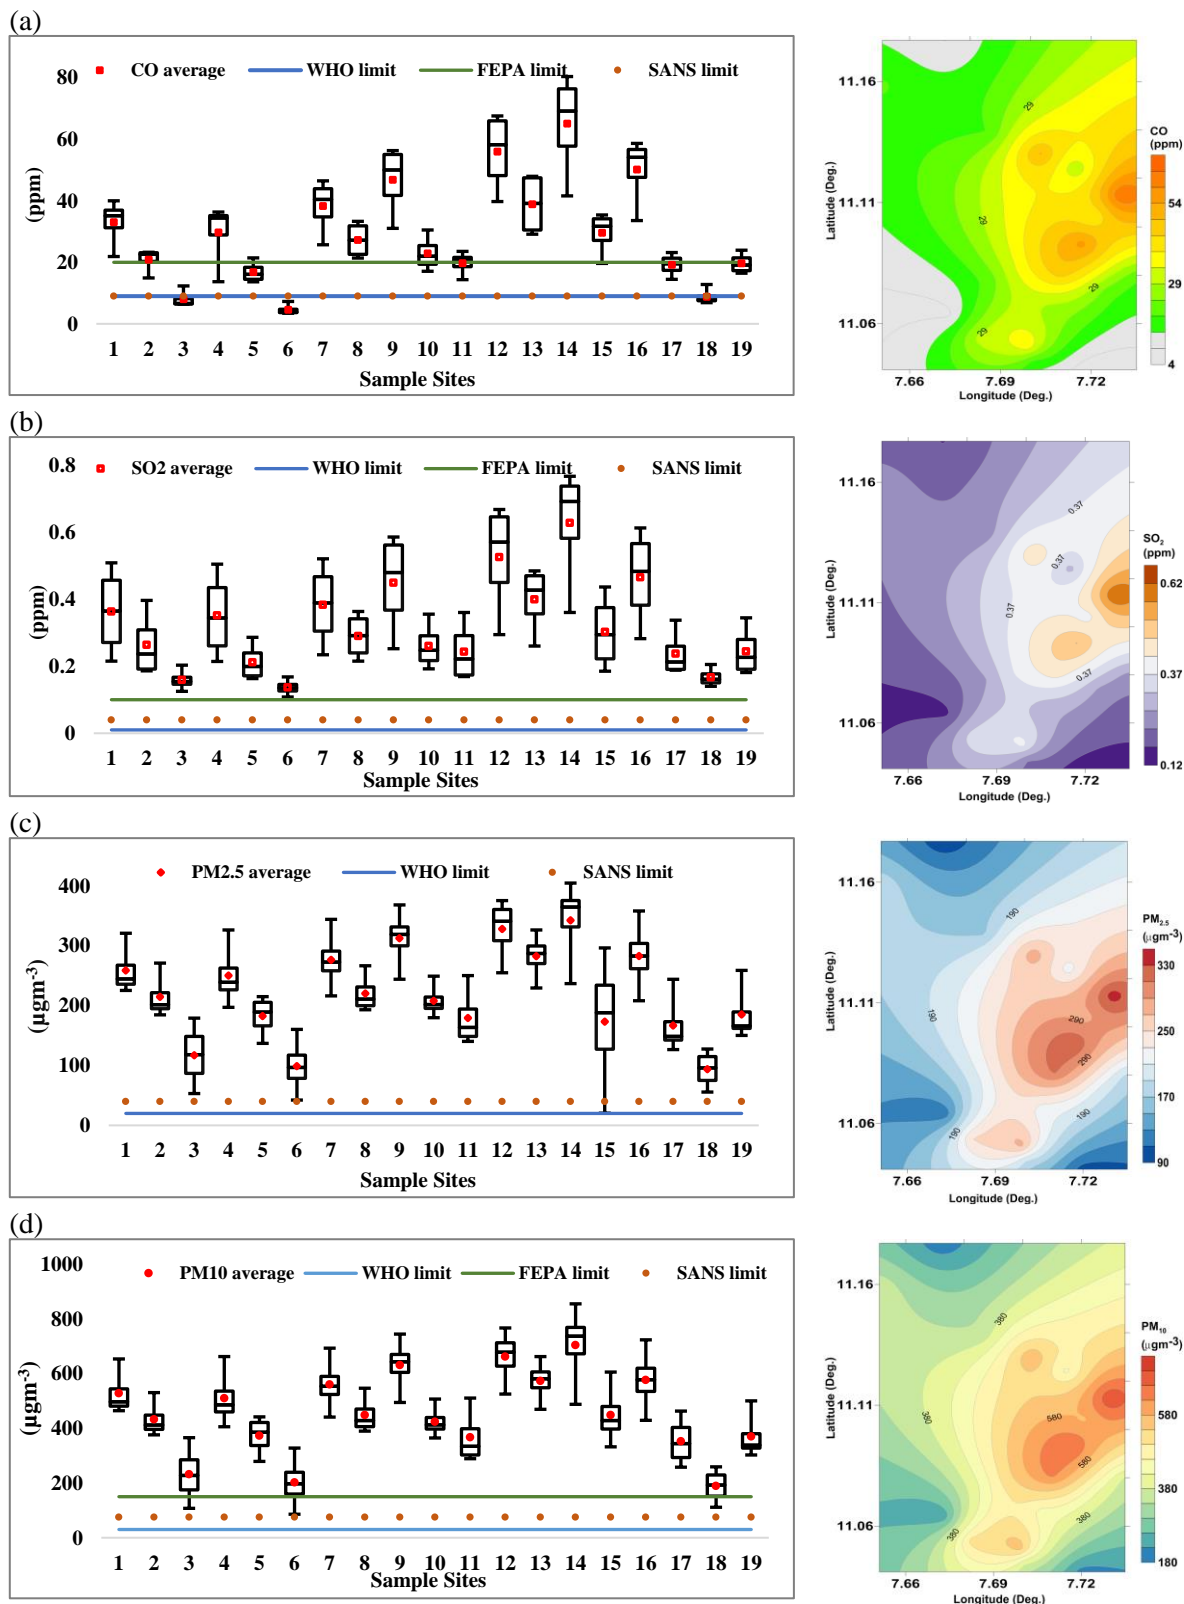 (a)
CO average WHO limit FEPA limit SANS limit
80
60
40
20
0
(ppm)
1 2 3 4 5 6 7 8 9 10 11 12 13 14 15 16 17 18 19
Sample Sites
11.16
11.11
11.06
Latitude (Deg.)
29
29
29
29
7.66 7.69 7.72
Longitude (Deg.)
CO
(ppm)
54
29
4
(b)
SO2 average WHO limit FEPA limit SANS limit
0.8
0.6
0.4
0.2
0
(ppm)
1 2 3 4 5 6 7 8 9 10 11 12 13 14 15 16 17 18 19
Sample Sites
11.16
11.11
11.06
Latitude (Deg.)
0.37
0.37
0.37
0.37
7.66 7.69 7.72
Longitude (Deg.)
SO₂
(ppm)
0.62
0.37
0.12
(c)
PM2.5 average WHO limit SANS limit
400
300
200
100
0
(µgm⁻³)
1 2 3 4 5 6 7 8 9 10 11 12 13 14 15 16 17 18 19
Sample Sites
11.16
11.11
11.06
Latitude (Deg.)
190
190
290
290
190
190
7.66 7.69 7.72
Longitude (Deg.)
PM₂.₅
(µgm-³)
330
250
170
90
(d)
PM10 average WHO limit FEPA limit SANS limit
1000
800
600
400
200
0
(µgm⁻³)
1 2 3 4 5 6 7 8 9 10 11 12 13 14 15 16 17 18 19
Sample Sites
11.16
11.11
11.06
Latitude (Deg.)
380
380
580
580
380
380
7.66 7.69 7.72
Longitude (Deg.)
PM₁₀
(µgm-³)
580
380
180